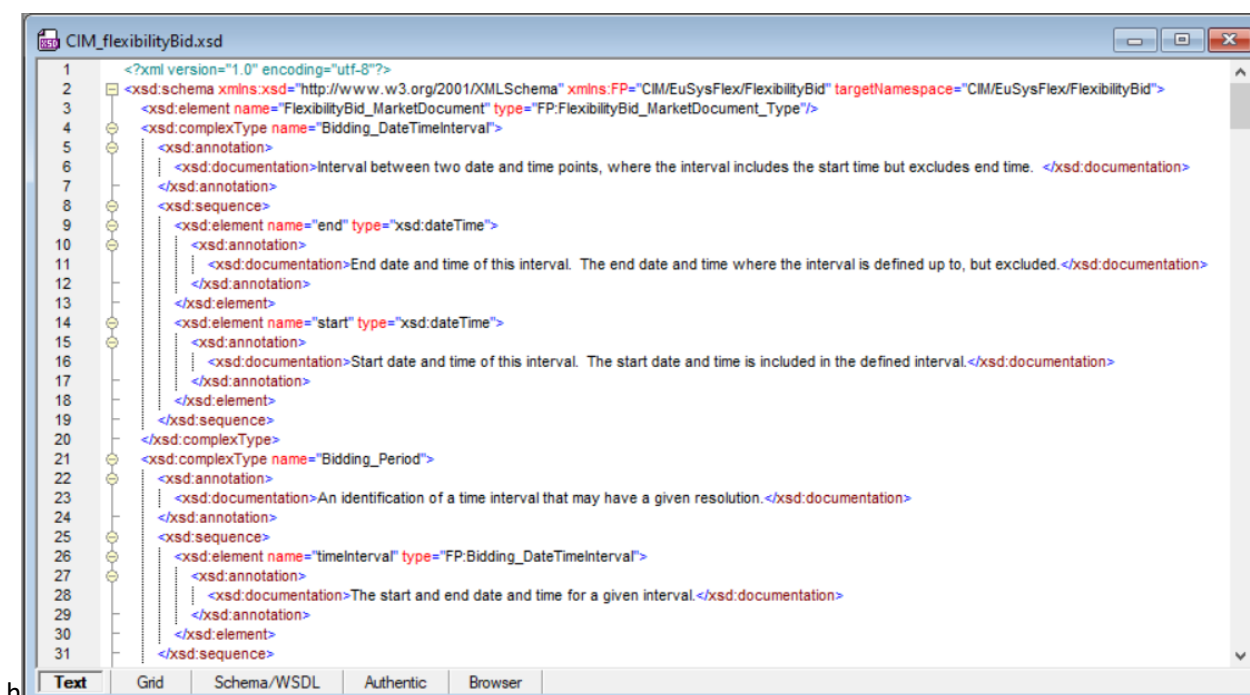 CIM_flexibilityBid.xsd
1 <?xml version="1.0" encoding="utf-8"?>
2 <xsd:schema xmlns:xsd="http://www.w3.org/2001/XMLSchema" xmlns:FP="CIM/EuSysFlex/FlexibilityBid" targetNamespace="CIM/EuSysFlex/FlexibilityBid">
3 <xsd:element name="FlexibilityBid_MarketDocument" type="FP:FlexibilityBid_MarketDocument_Type"/>
4 <xsd:complexType name="Bidding_DateTimeInterval">
5 <xsd:annotation>
6 <xsd:documentation>Interval between two date and time points, where the interval includes the start time but excludes end time.  </xsd:documentation>
7 </xsd:annotation>
8 <xsd:sequence>
9 <xsd:element name="end" type="xsd:dateTime">
10 <xsd:annotation>
11 <xsd:documentation>End date and time of this interval.  The end date and time where the interval is defined up to, but excluded.</xsd:documentation>
12 </xsd:annotation>
13 </xsd:element>
14 <xsd:element name="start" type="xsd:dateTime">
15 <xsd:annotation>
16 <xsd:documentation>Start date and time of this interval.  The start date and time is included in the defined interval.</xsd:documentation>
17 </xsd:annotation>
18 </xsd:element>
19 </xsd:sequence>
20 </xsd:complexType>
21 <xsd:complexType name="Bidding_Period">
22 <xsd:annotation>
23 <xsd:documentation>An identification of a time interval that may have a given resolution.</xsd:documentation>
24 </xsd:annotation>
25 <xsd:sequence>
26 <xsd:element name="timeInterval" type="FP:Bidding_DateTimeInterval">
27 <xsd:annotation>
28 <xsd:documentation>The start and end date and time for a given interval.</xsd:documentation>
29 </xsd:annotation>
30 </xsd:element>
31 </xsd:sequence>
h Text Grid Schema/WSDL Authentic Browser